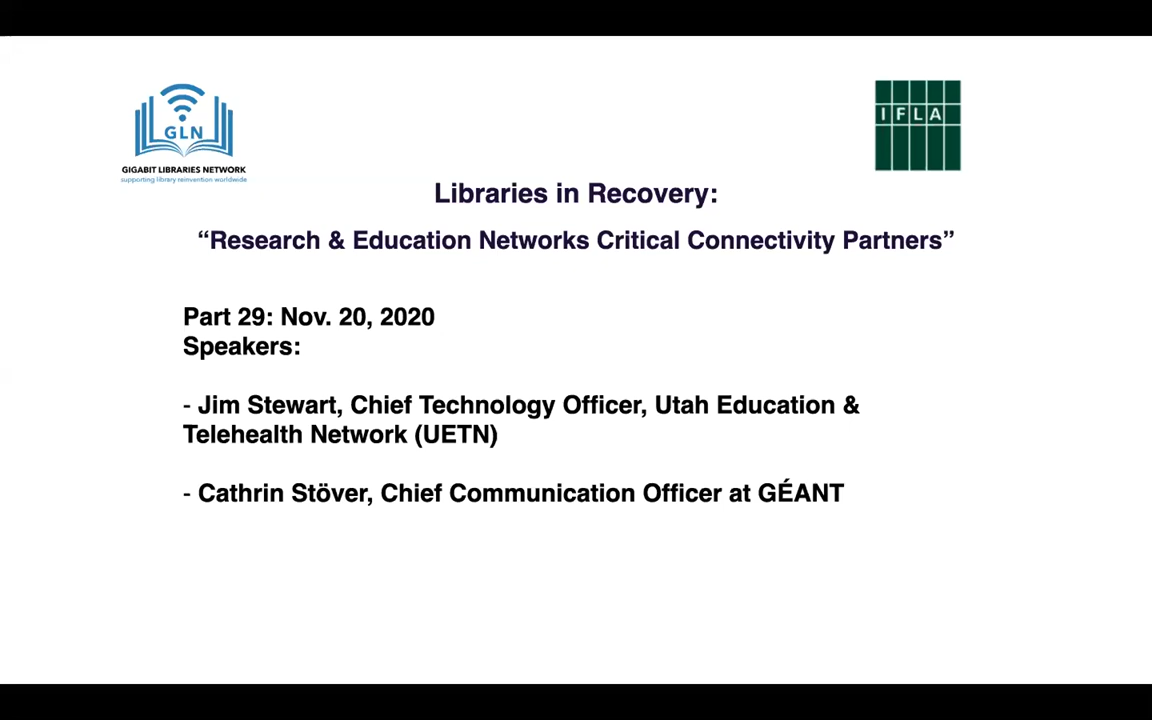 GLN
GIGABIT LIBRARIES NETWORK
supporting library reinvention worldwide
IFLA
Libraries in Recovery:
“Research & Education Networks Critical Connectivity Partners”
Part 29: Nov. 20, 2020
Speakers:
- Jim Stewart, Chief Technology Officer, Utah Education &
Telehealth Network (UETN)
- Cathrin Stöver, Chief Communication Officer at GÉANT